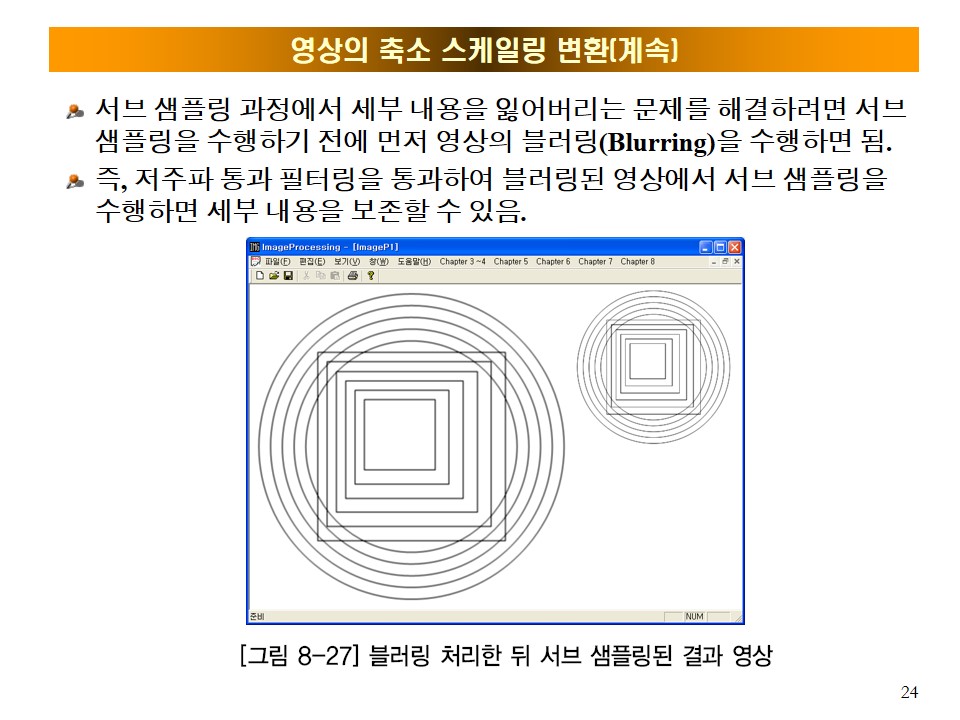 영상의 축소 스케일링 변환(계속)
서브 샘플링 과정에서 세부 내용을 잃어버리는 문제를 해결하려면 서브
샘플링을 수행하기 전에 먼저 영상의 블러링(Blurring)을 수행하면 됨.
즉, 저주파 통과 필터링을 통과하여 블러링된 영상에서 서브 샘플링을
수행하면 세부 내용을 보존할 수 있음.
ImageProcessing - [ImageP1]
파일(F) 편집(E) 보기(V) 창(W) 도움말(H) Chapter 3 ~4 Chapter 5 Chapter 6 Chapter 7 Chapter 8
준비 NUM
[그림 8-27] 블러링 처리한 뒤 서브 샘플링된 결과 영상
24